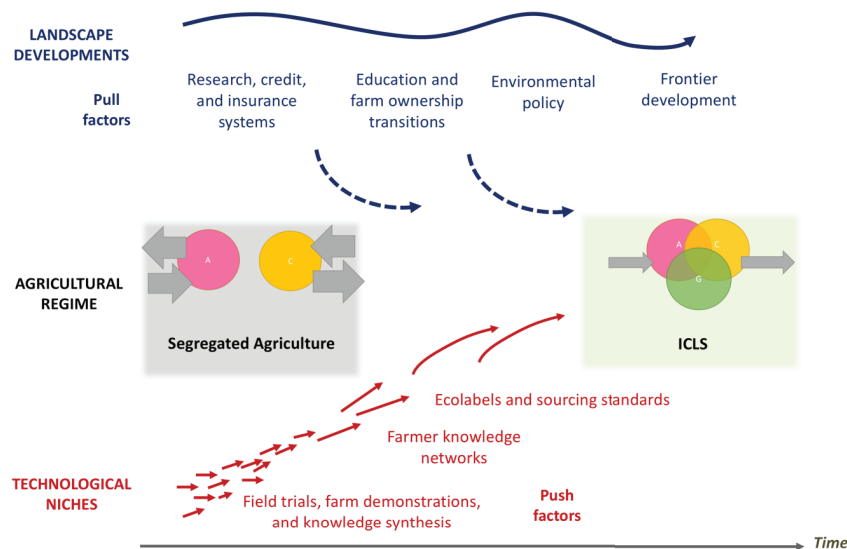 LANDSCAPE
DEVELOPMENTS
Pull
factors
Research, credit,
and insurance
systems
Education and
farm ownership
transitions
Environmental
policy
Frontier
development
AGRICULTURAL
REGIME
A
C
Segregated Agriculture
A
C
G
ICLS
Ecolabels and sourcing standards
Farmer knowledge
networks
TECHNOLOGICAL
NICHES
Field trials, farm demonstrations,
and knowledge synthesis
Push
factors
Time